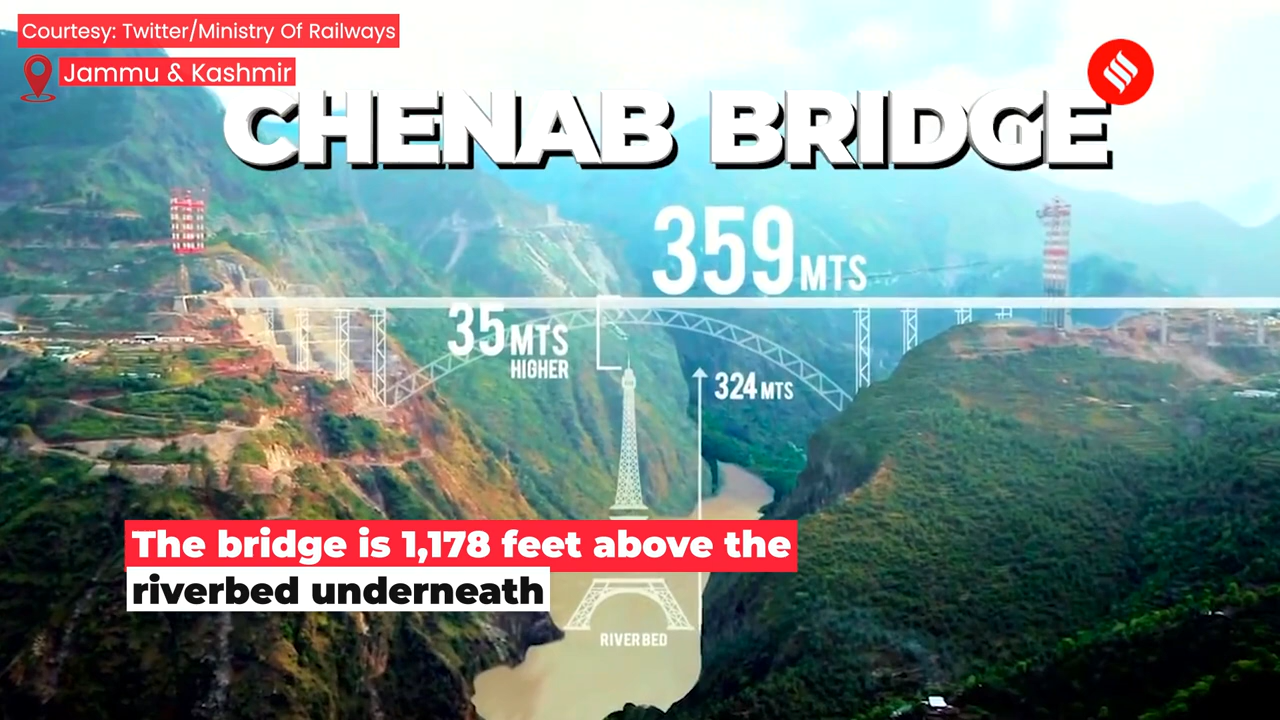 Courtesy: Twitter/Ministry Of Railways
Jammu & Kashmir
CHENAB BRIDGE
359 MTS
35 MTS
HIGHER
324 MTS
The bridge is 1,178 feet above the
riverbed underneath
RIVERBED